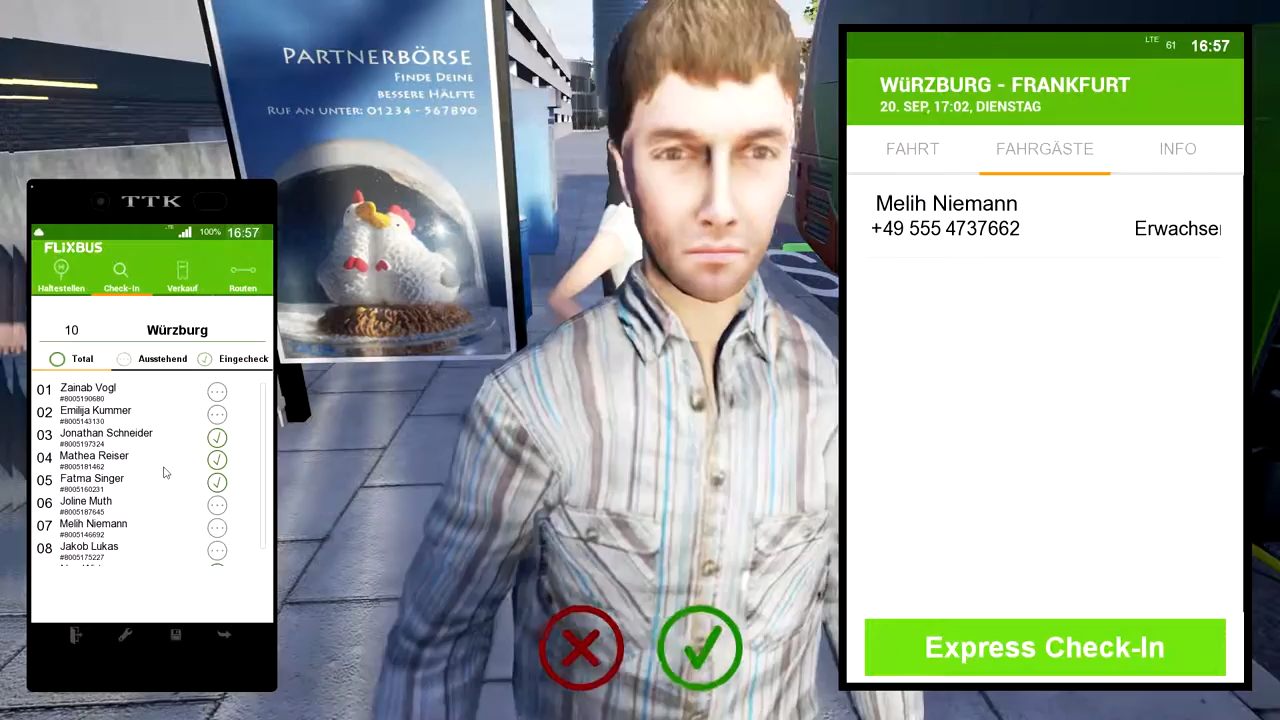 PARTNERBÖRSE
FINDE DEINE
BESSERE HÄLFTE
RUF AN UNTER: 01234 - 567890
TTK
LTE 100% 16:57
FLiXBUS
Haltestellen Check-In Verkauf Routen
10 Würzburg
Total Ausstehend Eingecheck
01 Zainab Vogl
#8005190680
02 Emilija Kummer
#8005143130
03 Jonathan Schneider
#8005197324
04 Mathea Reiser
#8005181462
05 Fatma Singer
#8005160231
06 Joline Muth
#8005187645
07 Melih Niemann
#8005146692
08 Jakob Lukas
#8005175227
LTE 61 16:57
WüRZBURG - FRANKFURT
20. SEP, 17:02, DIENSTAG
FAHRT FAHRGÄSTE INFO
Melih Niemann
+49 555 4737662 Erwachser
Express Check-In